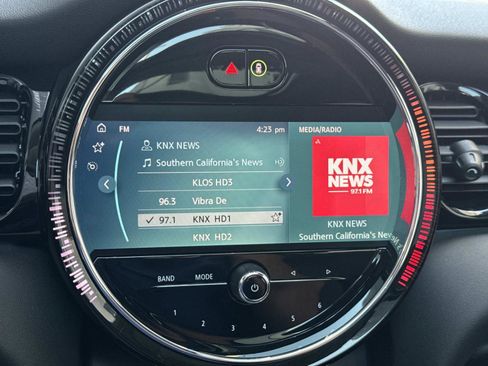 FM
4:23 pm
MEDIA/RADIO
KNX NEWS
Southern California's News
KLOS HD3
96.3 Vibra De
97.1 KNX HD1
KNX HD2
KNX
NEWS
97.1 FM
KNX NEWS
Southern California's News
BAND MODE
1 2 3 4 5 6